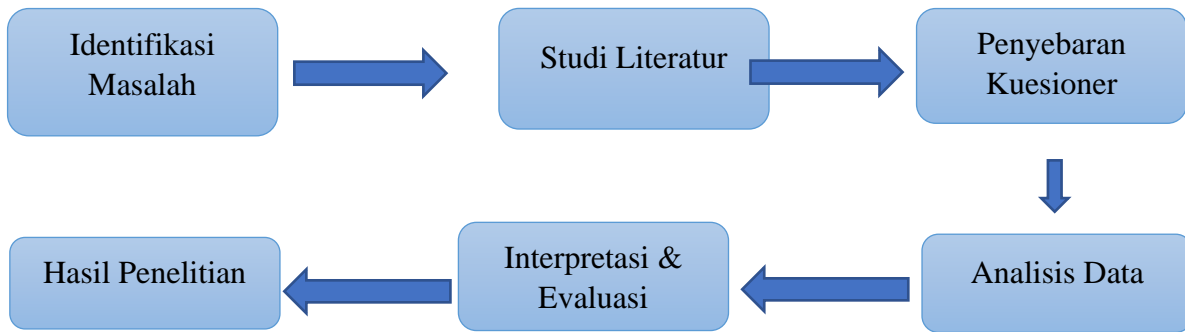 Identifikasi
Masalah
Studi Literatur
Penyebaran
Kuesioner
Analisis Data
Interpretasi &
Evaluasi
Hasil Penelitian